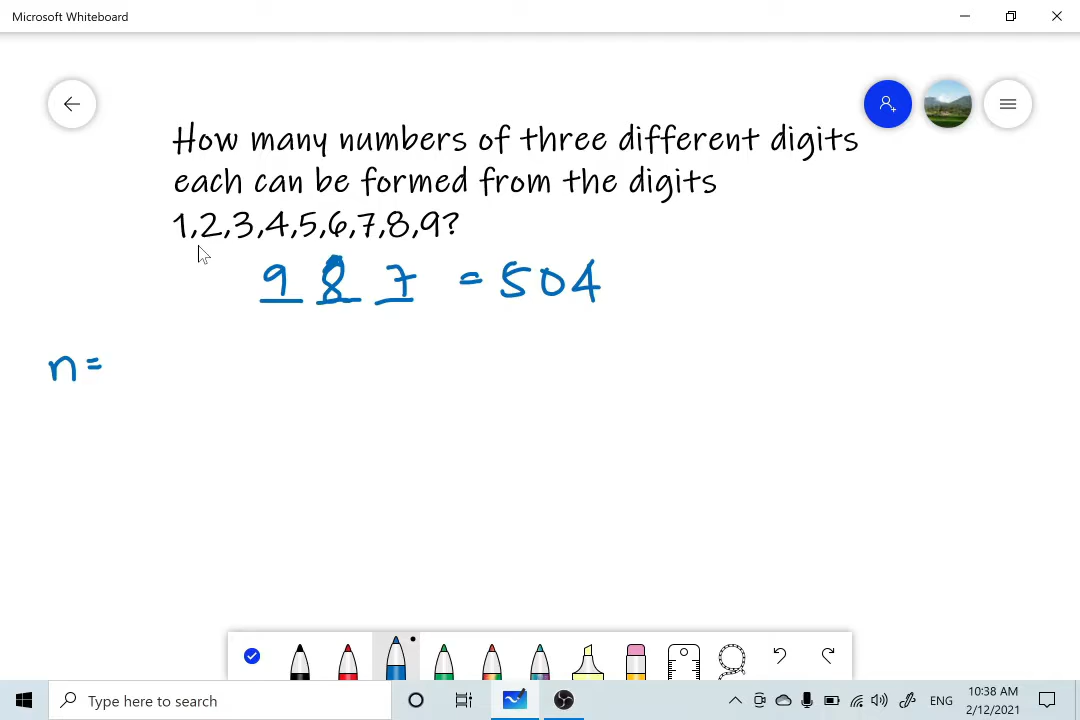 Microsoft Whiteboard
How many numbers of three different digits
each can be formed from the digits
1,2,3,4,5,6,7,8,9?
9 8 7 = 504
n =
Type here to search
ENG
10:38 AM
2/12/2021